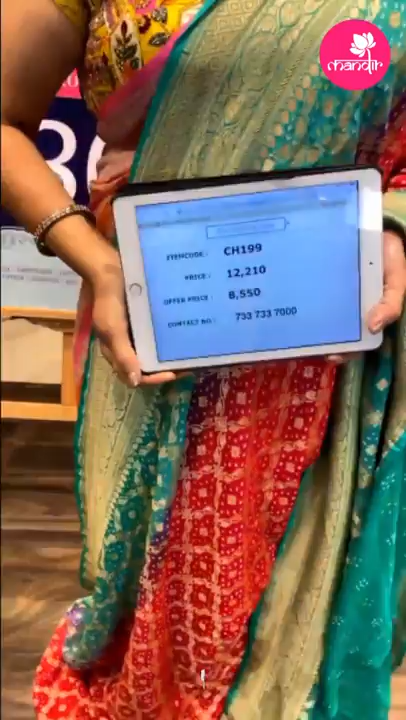 mandir
ITEMCODE : CH199
PRICE : 12,210
OFFER PRICE : 8,550
CONTACT NO : 733 733 7000